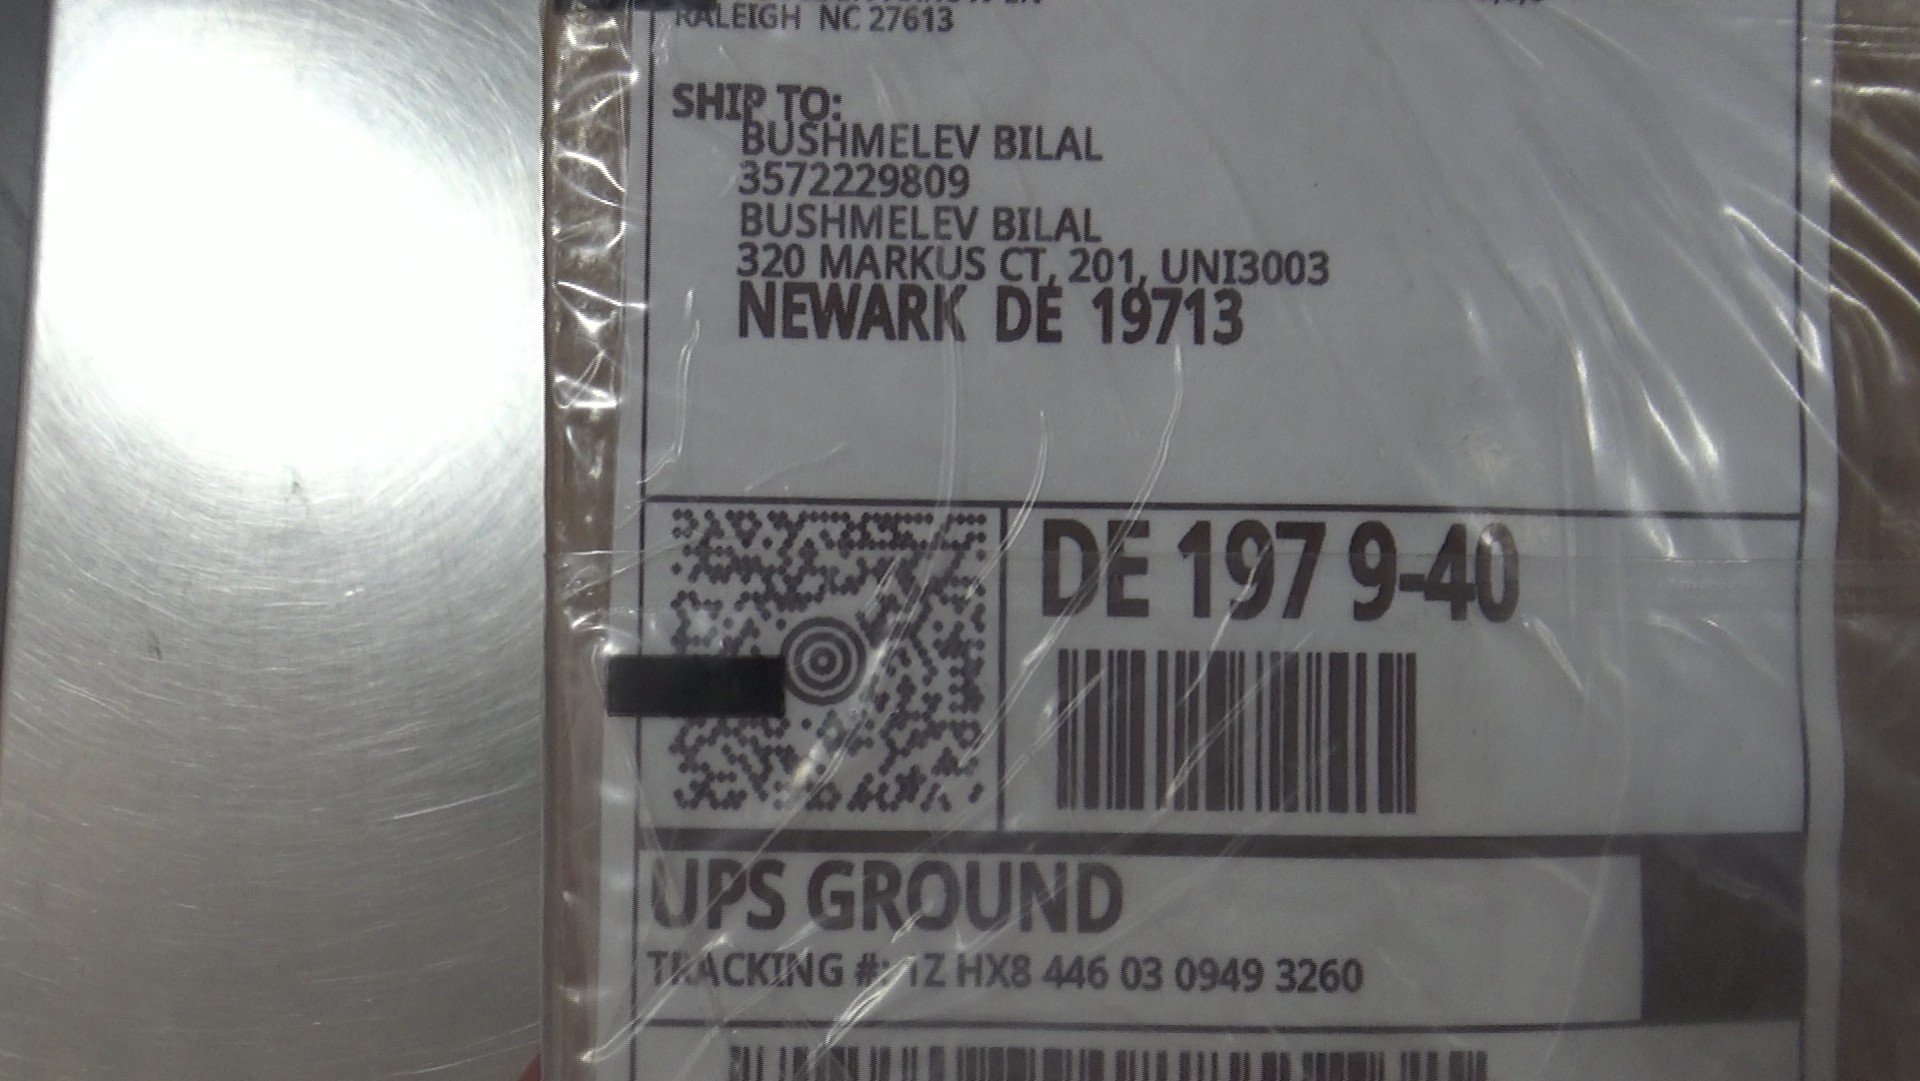 RALEIGH NC 27613
SHIP TO:
BUSHMELEV BILAL
3572229809
BUSHMELEV BILAL
320 MARKUS CT, 201, UNI3003
NEWARK DE 19713
DE 197 9-40
UPS GROUND
TRACKING #: 1Z HX8 446 03 0949 3260